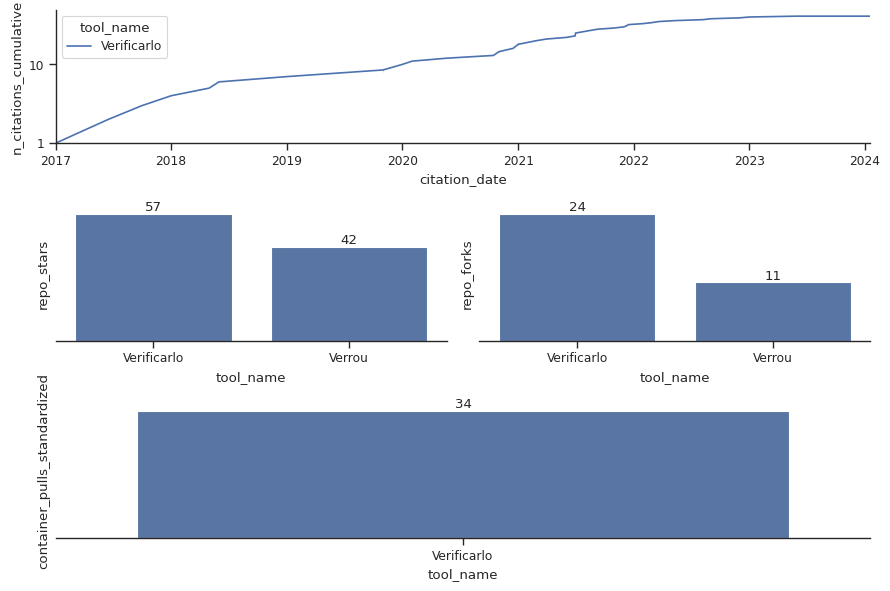 n_citations_cumulative
tool_name
Verificarlo
10
1
2017 2018 2019 2020 2021 2022 2023 2024
citation_date
repo_stars
57
42
Verificarlo Verrou
tool_name
repo_forks
24
11
Verificarlo Verrou
tool_name
container_pulls_standardized
34
Verificarlo
tool_name